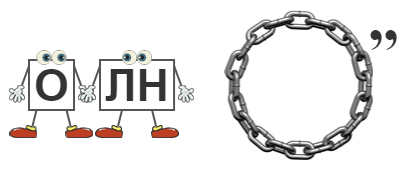 О ЛН ,,